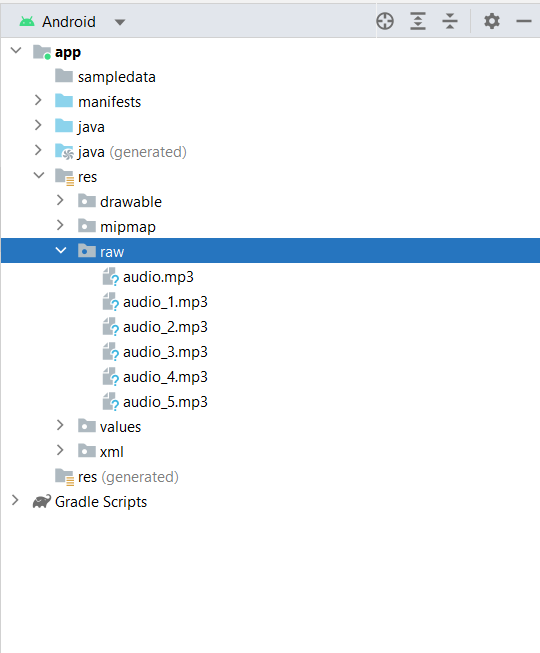 Android
app
sampledata
manifests
java
java (generated)
res
drawable
mipmap
raw
audio.mp3
audio_1.mp3
audio_2.mp3
audio_3.mp3
audio_4.mp3
audio_5.mp3
values
xml
res (generated)
Gradle Scripts